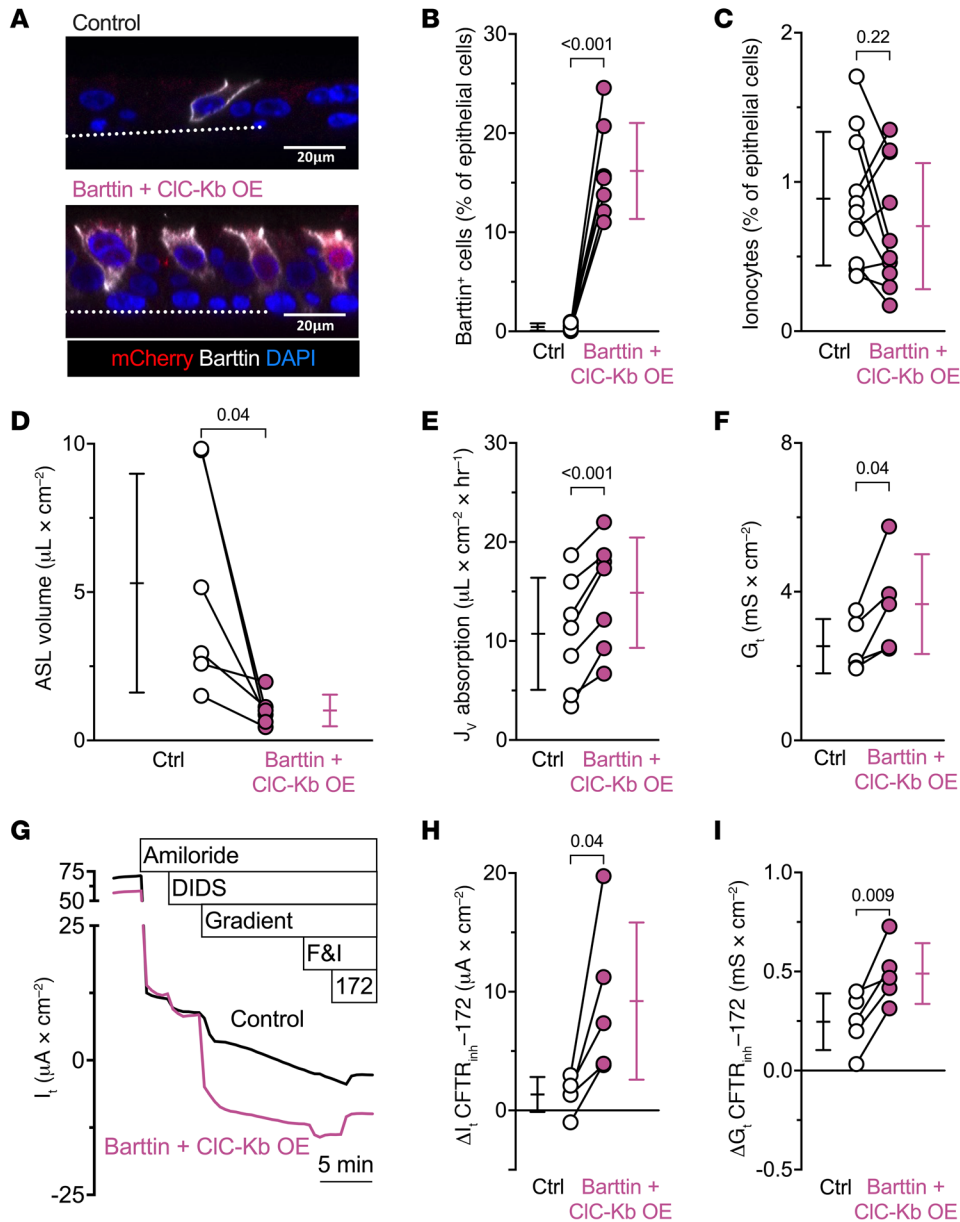 A
Control
20µm
Barttin + ClC-Kb OE
20µm
mCherry Barttin DAPI
B
Barttin⁺ cells (% of epithelial cells)
30
20
10
0
<0.001
Ctrl
Barttin +
ClC-Kb OE
C
Ionocytes (% of epithelial cells)
2
1
0
0.22
Ctrl
Barttin +
ClC-Kb OE
D
ASL volume (µL × cm⁻²)
10
5
0
0.04
Ctrl
Barttin +
ClC-Kb OE
E
Jᵥ absorption (µL × cm⁻² × hr⁻¹)
30
20
10
0
<0.001
Ctrl
Barttin +
ClC-Kb OE
F
Gₜ (mS × cm⁻²)
8
4
0
0.04
Ctrl
Barttin +
ClC-Kb OE
G
Iₜ (µA × cm⁻²)
75
50
25
0
-25
Amiloride
DIDS
Gradient
F&I
172
Control
Barttin + ClC-Kb OE
5 min
H
ΔIₜ CFTRᵢₙₕ–172 (µA × cm⁻²)
20
10
0
0.04
Ctrl
Barttin +
ClC-Kb OE
I
ΔGₜ CFTRᵢₙₕ–172 (mS × cm⁻²)
1.0
0.5
0.0
-0.5
0.009
Ctrl
Barttin +
ClC-Kb OE